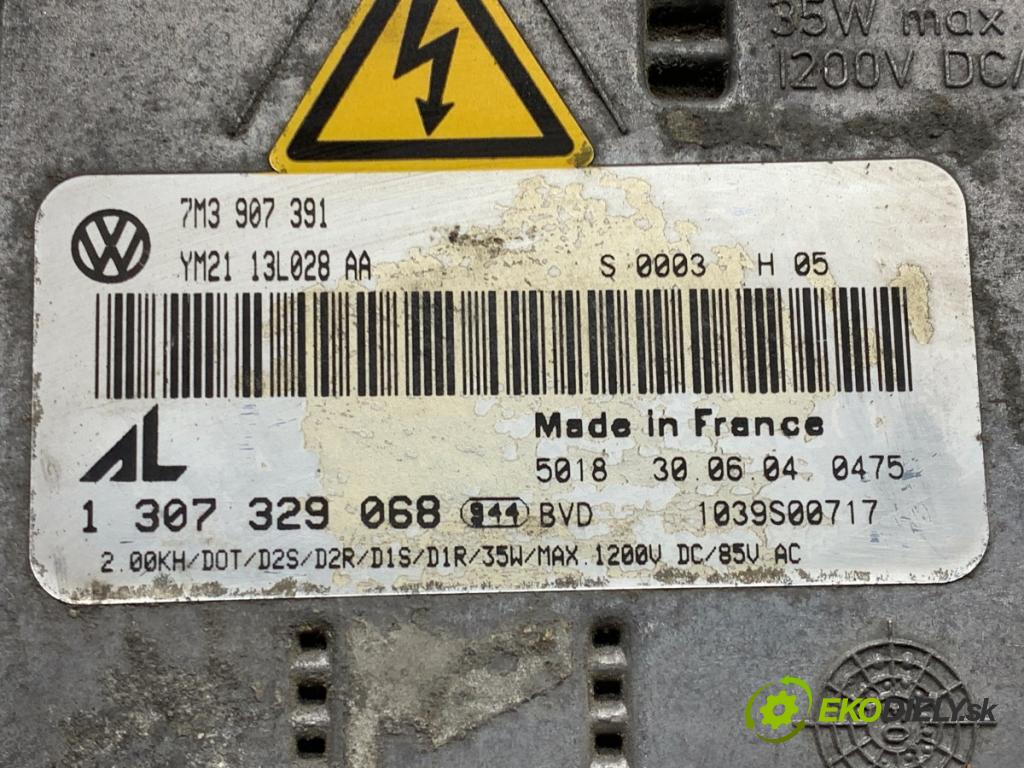 35W max.
1200V DC/
7M3 907 391
YM21 13L028 AA S 0003 H 05
AL
Made in France
5018 30.06.04 0475
1 307 329 068 944 BVD 1039S00717
2.00KH/DOT/D2S/D2R/D1S/D1R/35W/MAX.1200V DC/85V AC
EKODIELY.sk